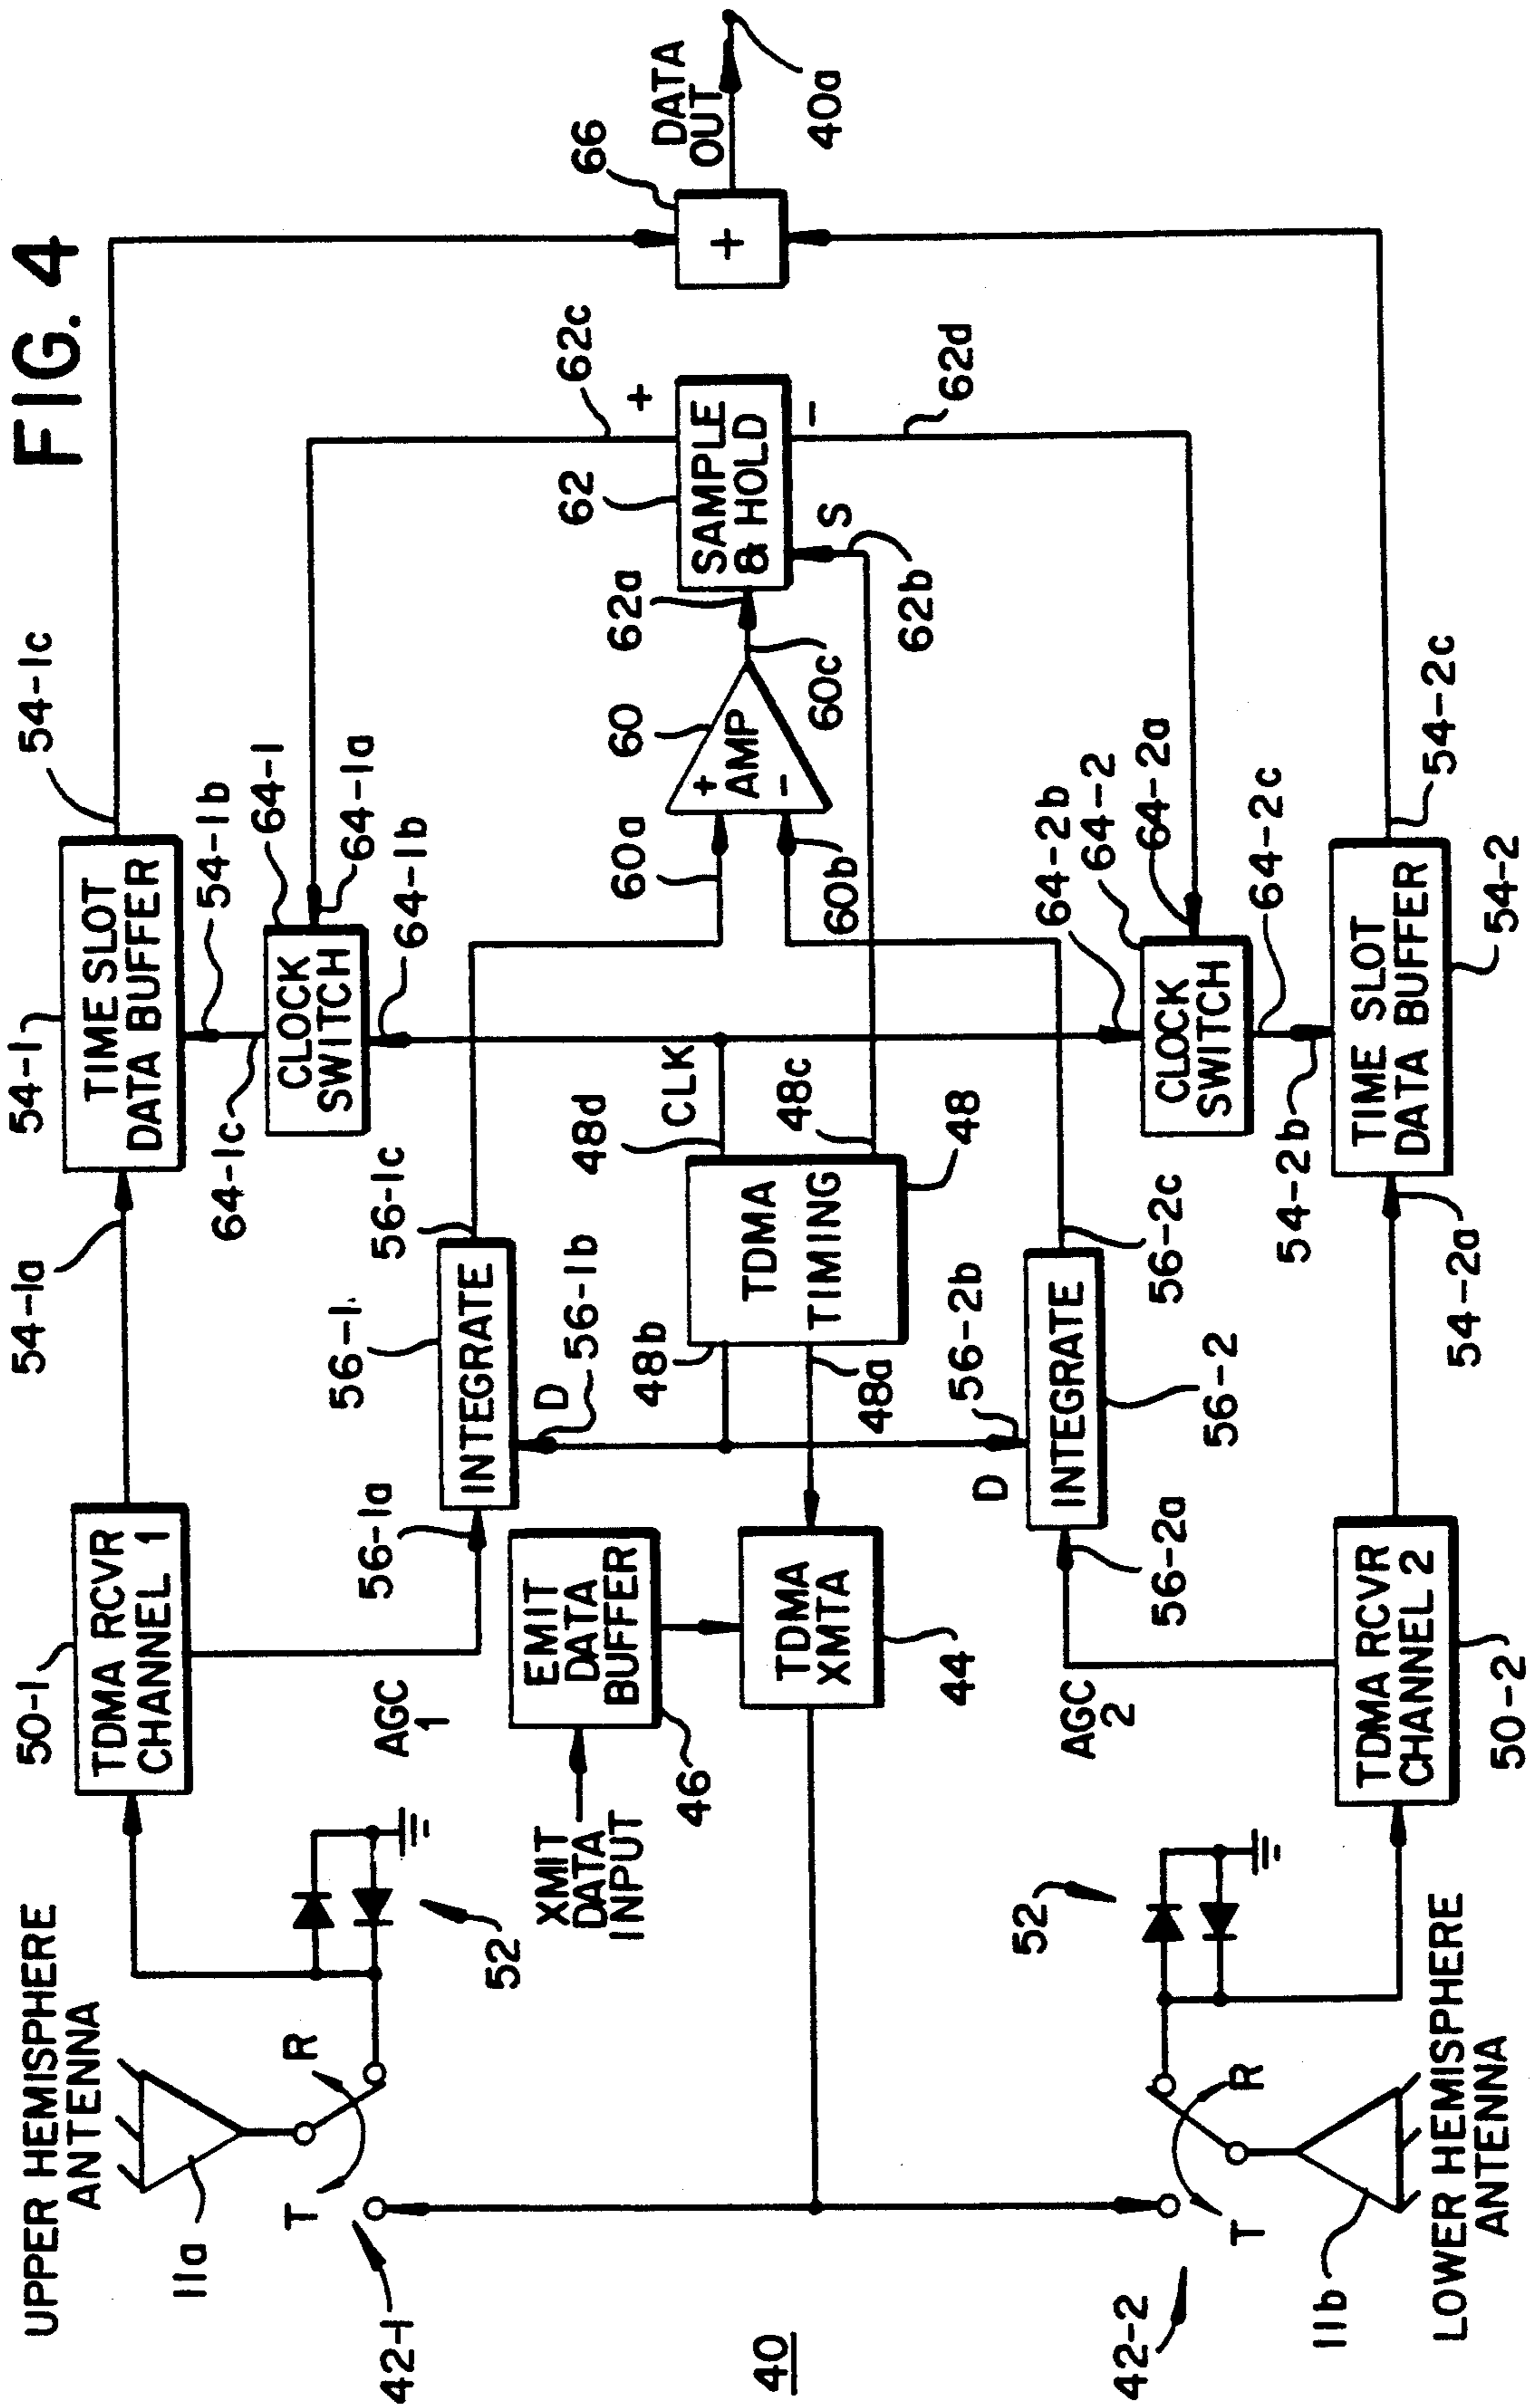 FIG. 4
UPPER HEMISPHERE
ANTENNA
11a
T
R
42-1
52
50-1
TDMA RCVR
CHANNEL 1
AGC
1
54-1a
54-1
TIME SLOT
DATA BUFFER
54-1b
54-1c
64-1c
CLOCK
SWITCH
64-1
64-1a
64-1b
56-1a
56-1
INTEGRATE
56-1c
D
56-1b
XMIT
DATA
INPUT
EMIT
DATA
BUFFER
46
TDMA
XMTA
44
48b
48a
TDMA
TIMING
48
48d
CLK
48c
60a
60
+
AMP
-
60b
60c
62a
62
SAMPLE
& HOLD
S
62b
62c
+
-
62d
66
+
DATA
OUT
40a
40
D
56-2b
56-2a
INTEGRATE
56-2
56-2c
AGC
2
64-2b
64-2
64-2a
CLOCK
SWITCH
64-2c
54-2b
TIME SLOT
DATA BUFFER
54-2
54-2c
54-2a
TDMA RCVR
CHANNEL 2
50-2
52
R
T
42-2
11b
LOWER HEMISPHERE
ANTENNA